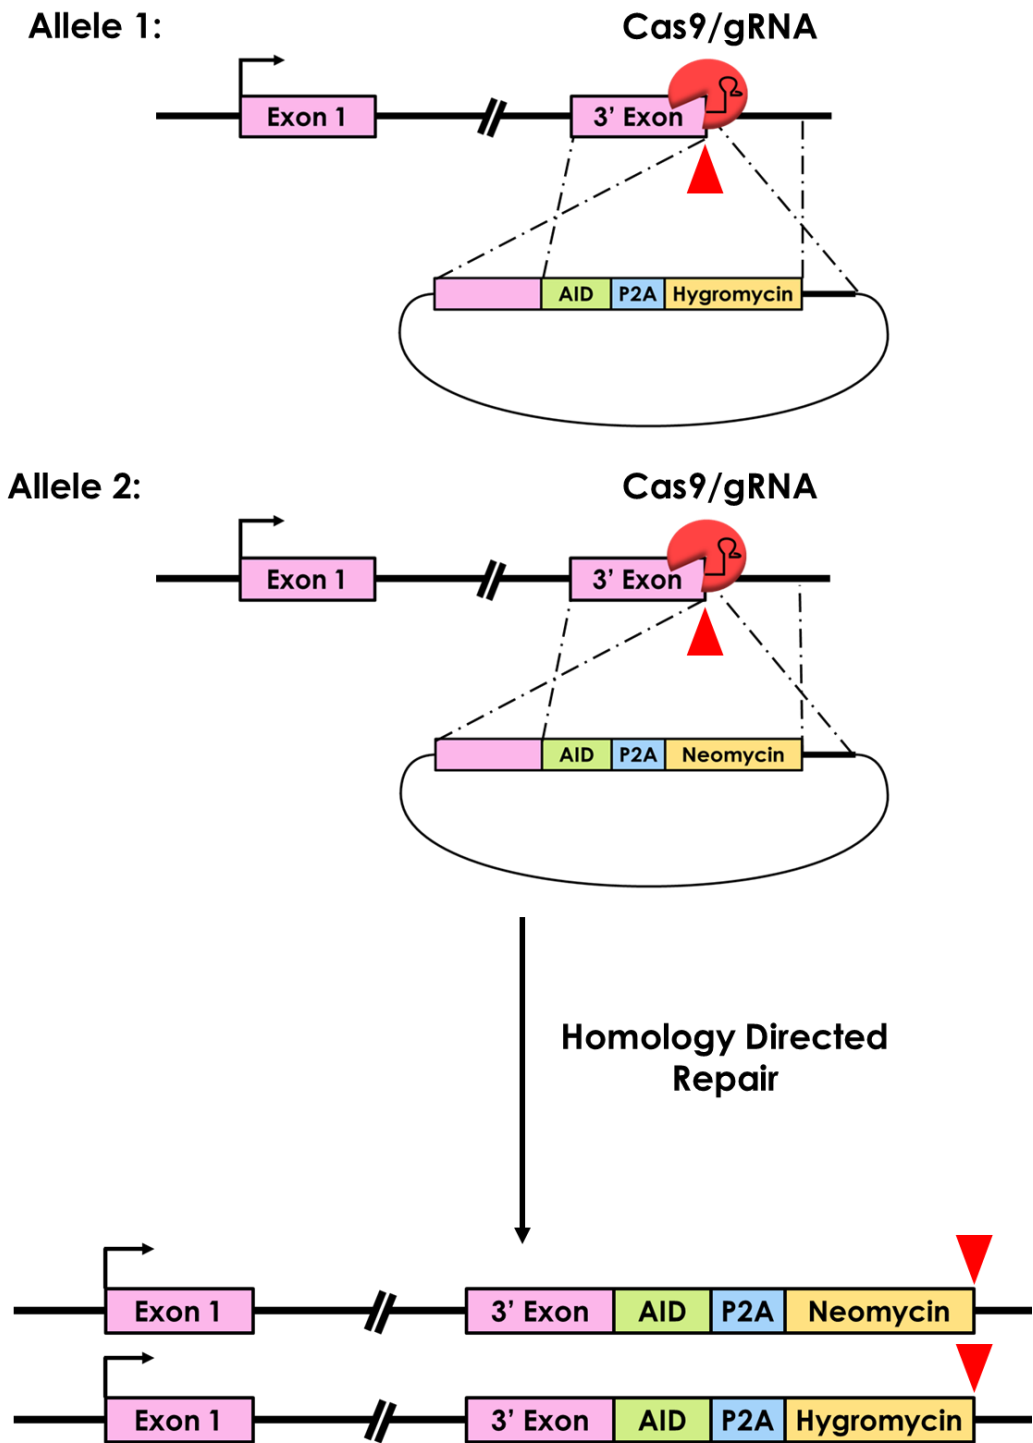 Allele 1:
Cas9/gRNA
Exon 1
3' Exon
AID
P2A
Hygromycin
Allele 2:
Cas9/gRNA
Exon 1
3' Exon
AID
P2A
Neomycin
Homology Directed
Repair
Exon 1
3' Exon
AID
P2A
Neomycin
Exon 1
3' Exon
AID
P2A
Hygromycin